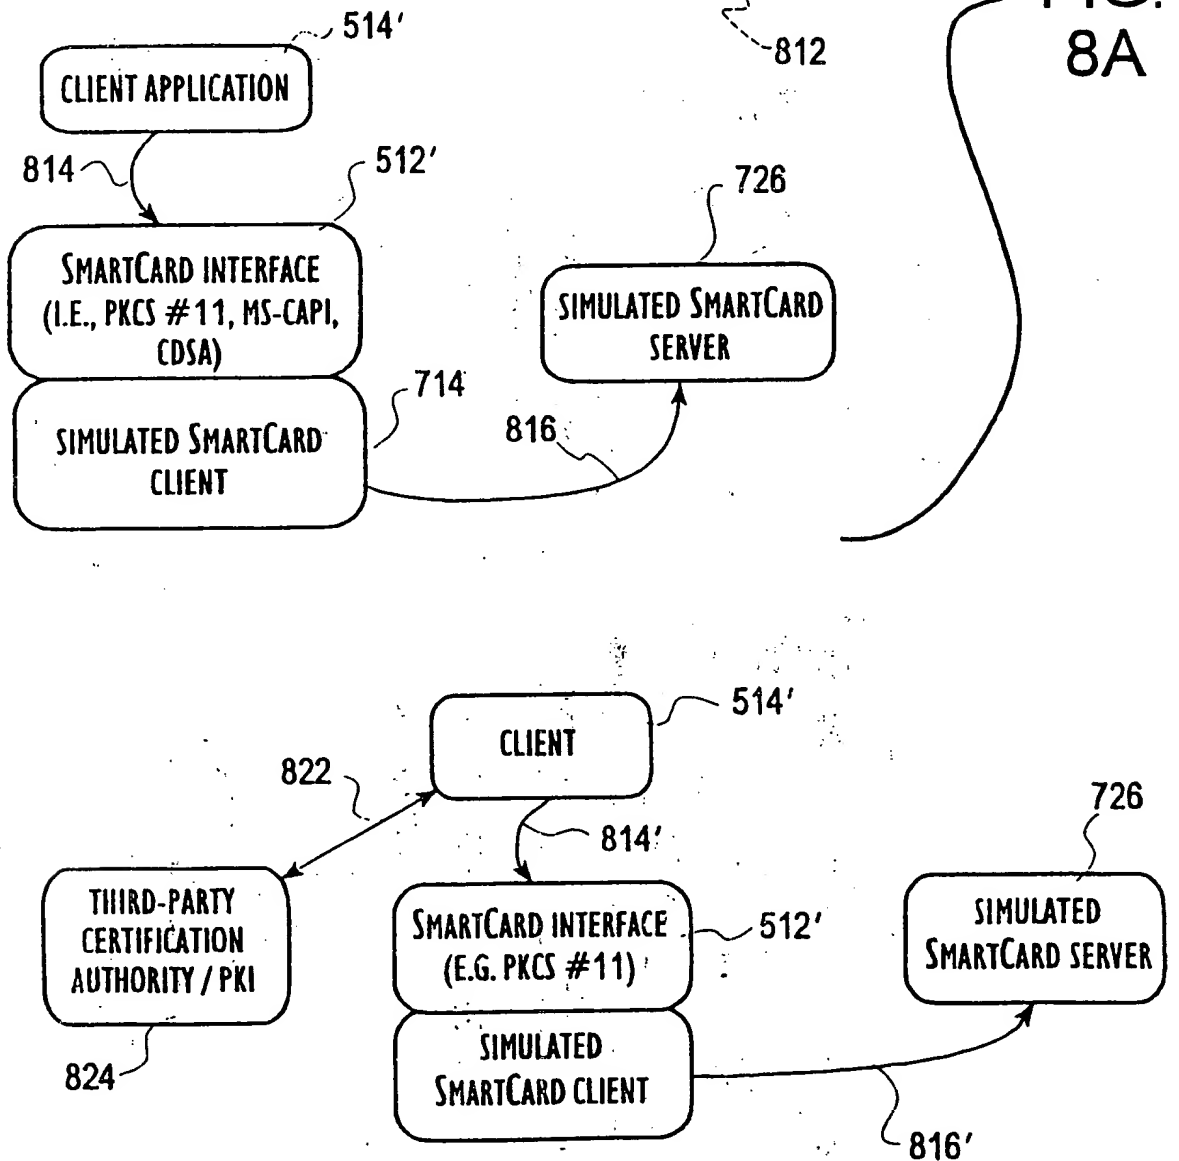 514'
812
8A
CLIENT APPLICATION
814
512'
726
SMARTCARD INTERFACE
(I.E., PKCS #11, MS-CAPI,
CDSA)
SIMULATED SMARTCARD
SERVER
714
SIMULATED SMARTCARD
CLIENT
816
514'
CLIENT
822
726
814'
THIRD-PARTY
CERTIFICATION
AUTHORITY / PKI
SMARTCARD INTERFACE
(E.G. PKCS #11)
512'
SIMULATED
SMARTCARD SERVER
SIMULATED
SMARTCARD CLIENT
824
816'